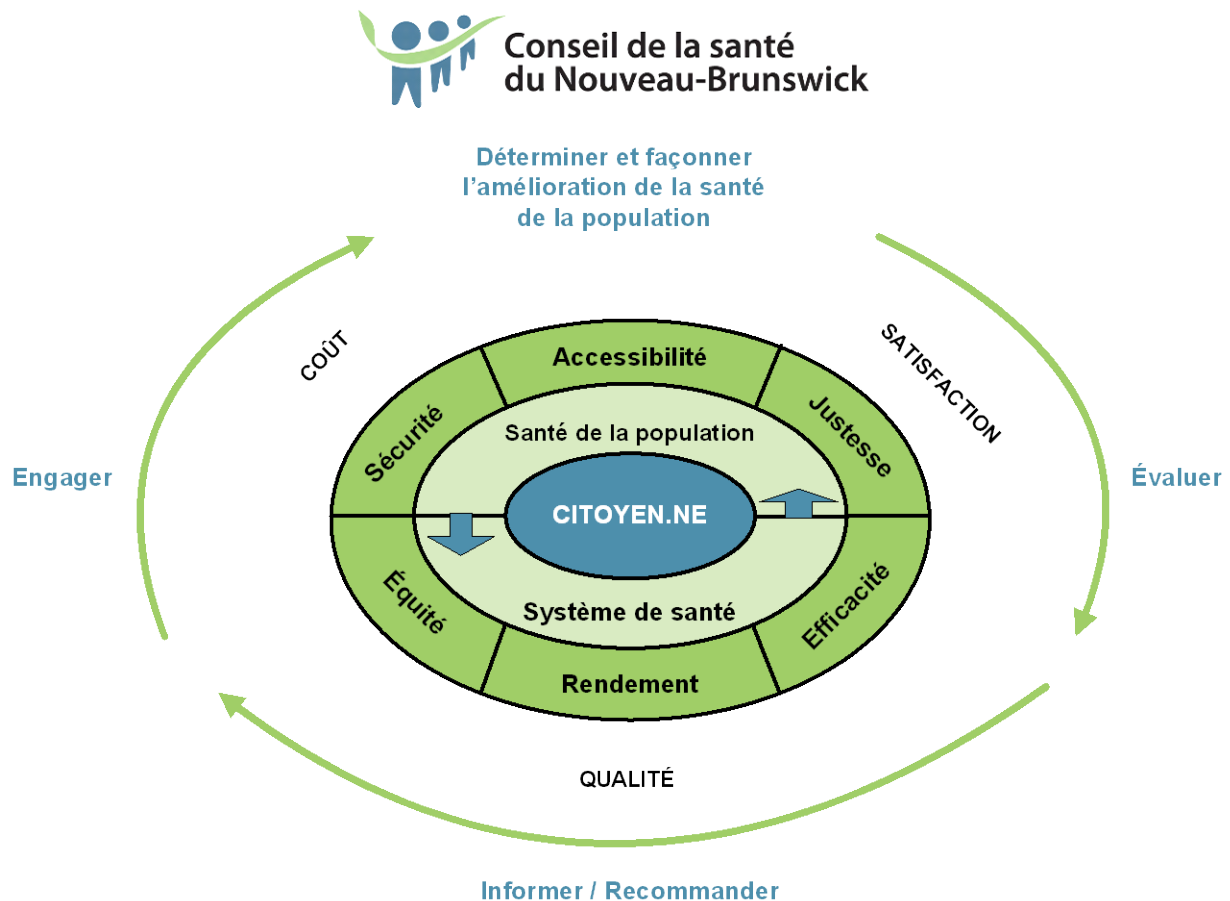 Conseil de la santé
du Nouveau-Brunswick
Déterminer et façonner
l’amélioration de la santé
de la population
COÛT
SATISFACTION
Accessibilité
Sécurité
Justesse
Santé de la population
Engager
Évaluer
CITOYEN.NE
Équité
Système de santé
Efficacité
Rendement
QUALITÉ
Informer / Recommander